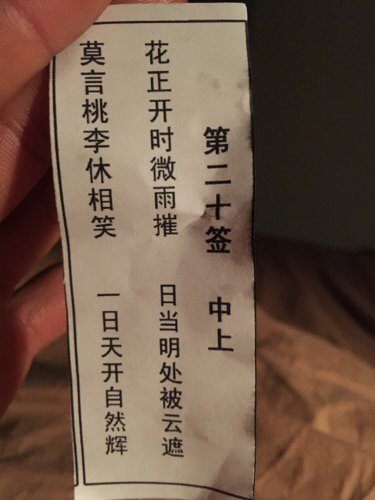 第二十签 中上
花正开时微雨摧 日当明处被云遮
莫言桃李休相笑 一日天开自然辉